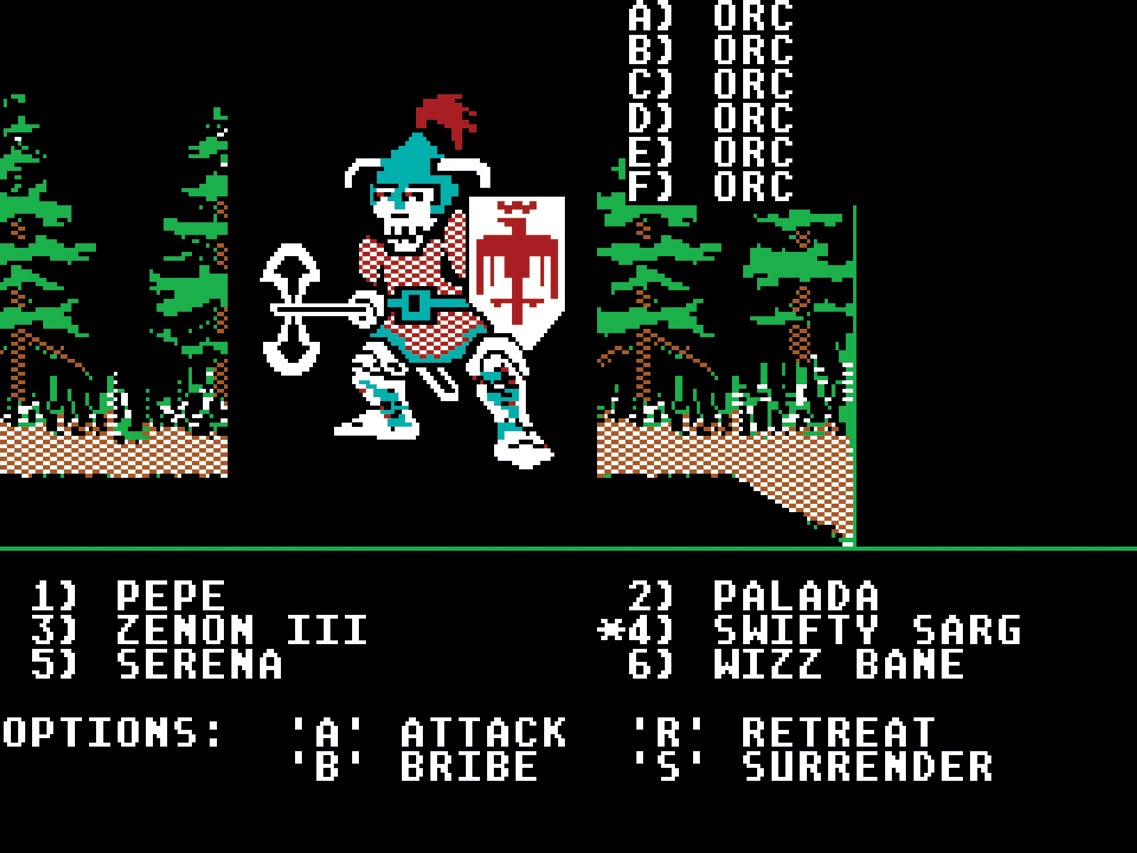 A) ORC
B) ORC
C) ORC
D) ORC
E) ORC
F) ORC
1) PEPE 2) PALADA
3) ZENON III *4) SWIFTY SARG
5) SERENA 6) WIZZ BANE
OPTIONS: 'A' ATTACK 'R' RETREAT
'B' BRIBE 'S' SURRENDER